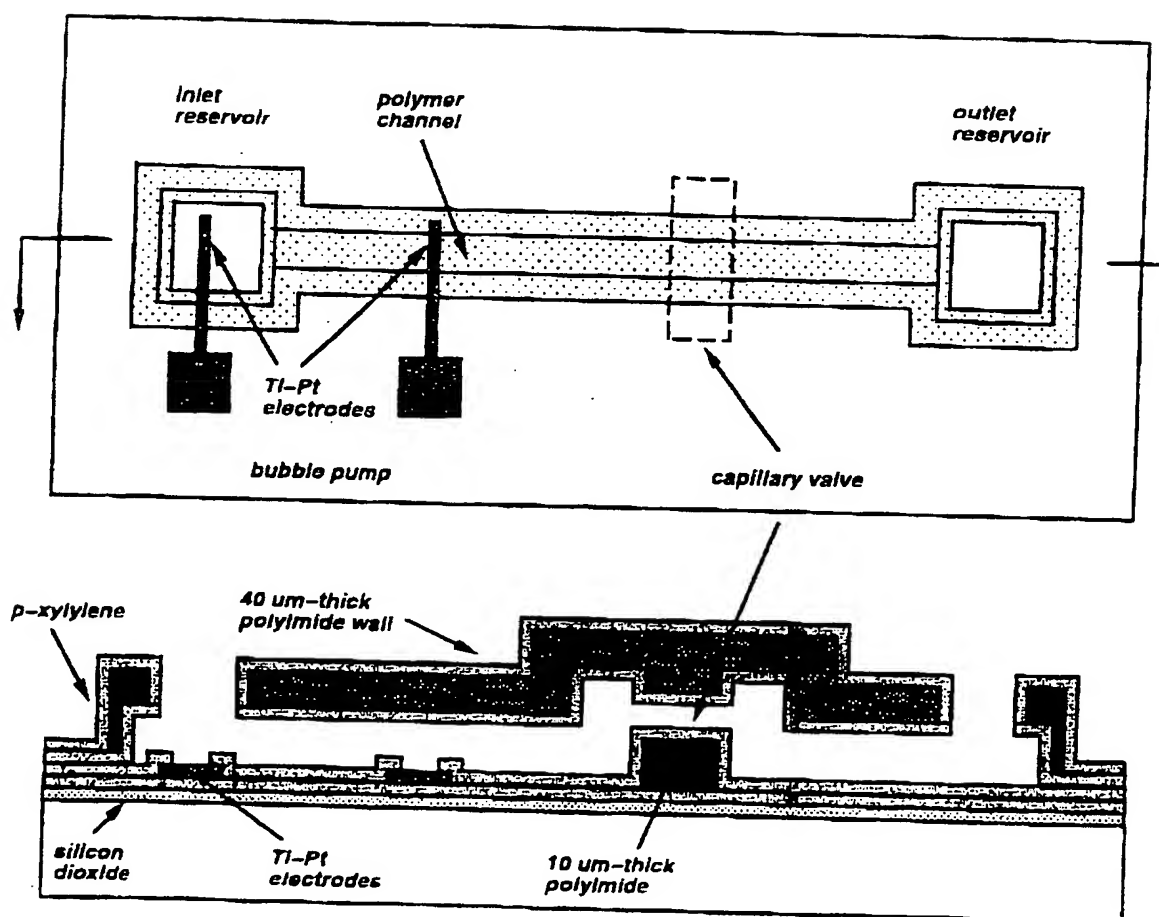 inlet
reservoir
polymer
channel
outlet
reservoir
Ti-Pt
electrodes
bubble pump
capillary valve
p-xylylene
40 um-thick
polyimide wall
silicon
dioxide
Ti-Pt
electrodes
10 um-thick
polyimide